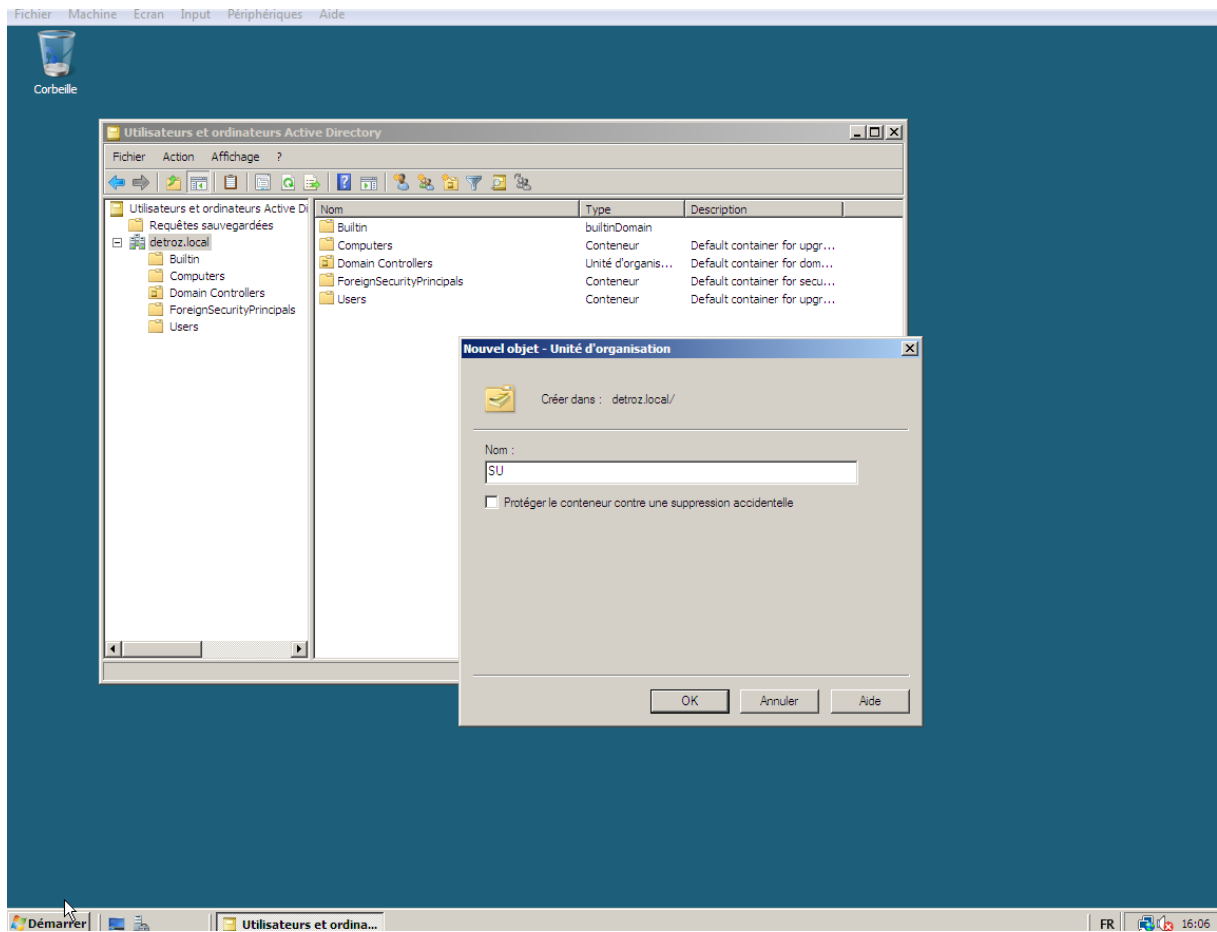 Fichier Machine Ecran Input Périphériques Aide
Corbeille
Utilisateurs et ordinateurs Active Directory
Fichier Action Affichage ?
Utilisateurs et ordinateurs Active Di
Requêtes sauvegardées
detroz.local
Builtin
Computers
Domain Controllers
ForeignSecurityPrincipals
Users
Nom Type Description
Builtin builtinDomain
Computers Conteneur Default container for upgr...
Domain Controllers Unité d'organis... Default container for dom...
ForeignSecurityPrincipals Conteneur Default container for secu...
Users Conteneur Default container for upgr...
Nouvel objet - Unité d'organisation
Créer dans : detroz.local/
Nom :
SU
Protéger le conteneur contre une suppression accidentelle
OK Annuler Aide
Démarrer Utilisateurs et ordina... FR 16:06